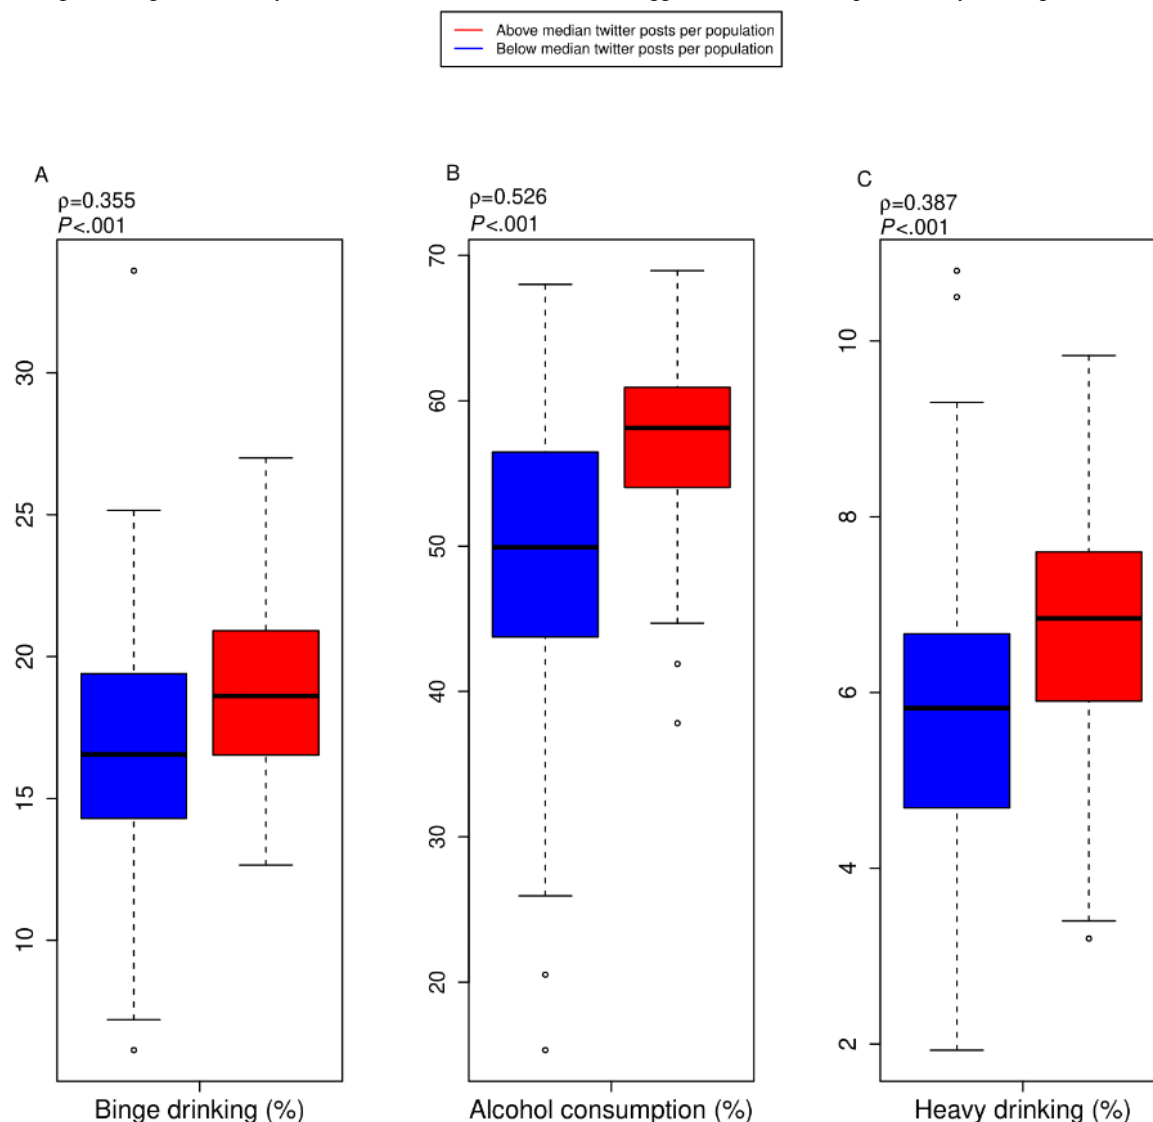 Above median twitter posts per population
Below median twitter posts per population
A
ρ=0.355
P<.001
B
ρ=0.526
P<.001
C
ρ=0.387
P<.001
30
25
20
15
10
70
60
50
40
30
20
10
8
6
4
2
Binge drinking (%)
Alcohol consumption (%)
Heavy drinking (%)